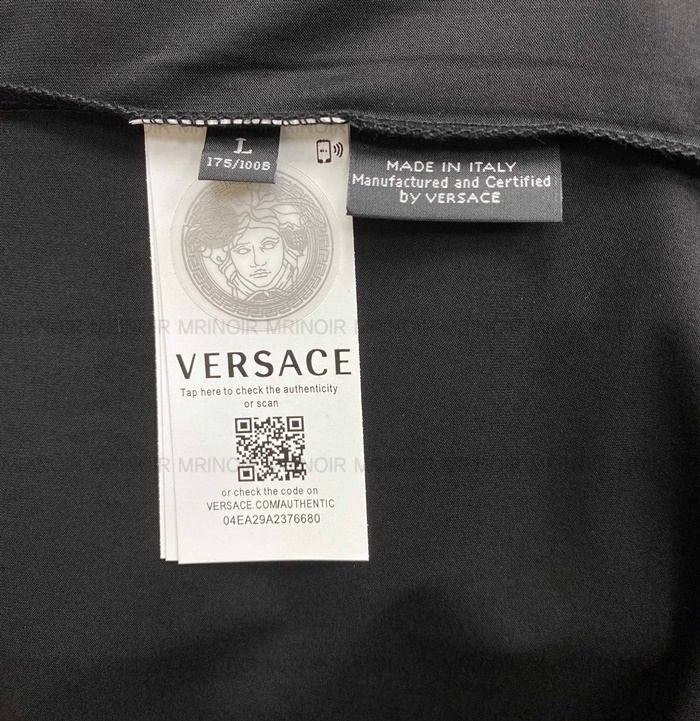 L
175/100B
MADE IN ITALY
Manufactured and Certified
by VERSACE
MRINOIR MRINOIR MRINOIR
VERSACE
Tap here to check the authenticity
or scan
MRINOIR MRINOIR MRINOIR
or check the code on
VERSACE.COM/AUTHENTIC
04EA29A2376680